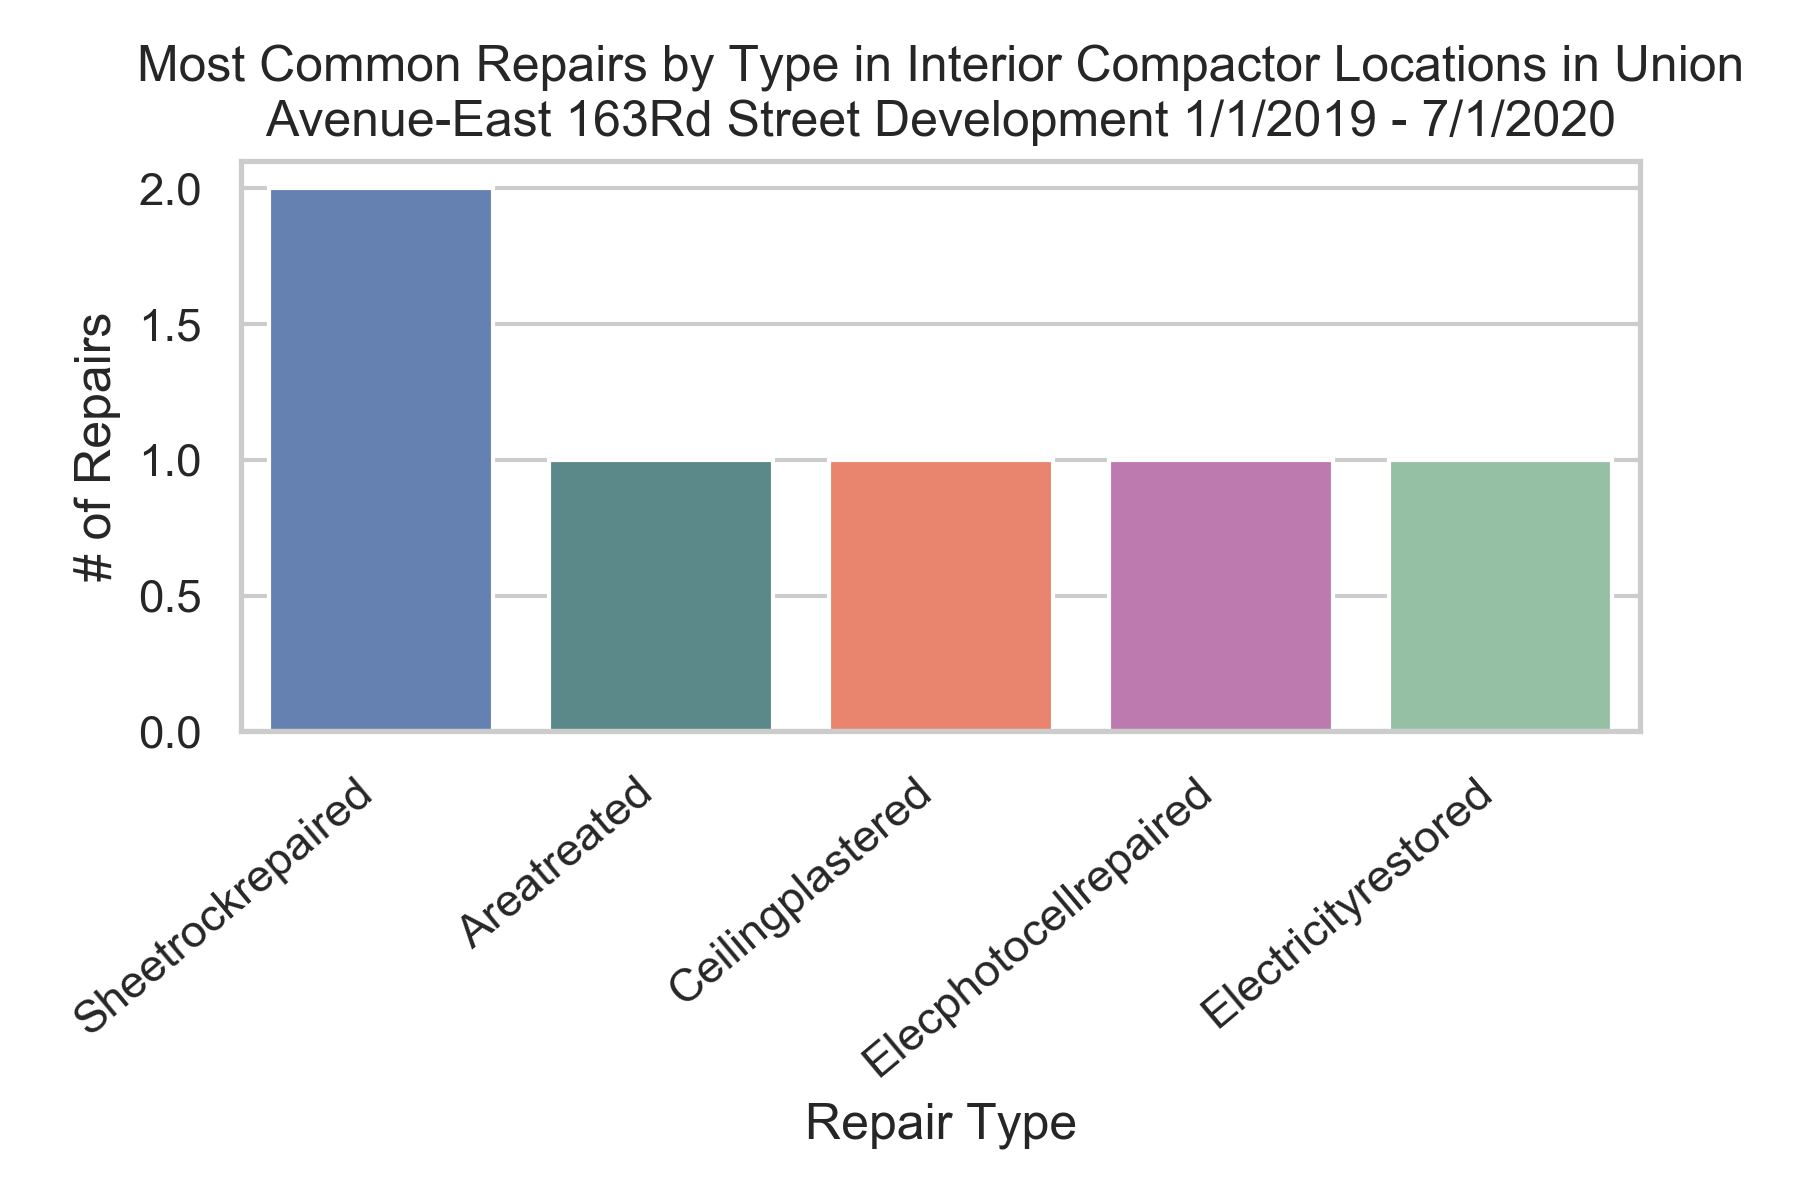 Most Common Repairs by Type in Interior Compactor Locations in Union
Avenue-East 163Rd Street Development 1/1/2019 - 7/1/2020
# of Repairs
2.0
1.5
1.0
0.5
0.0
Sheetrockrepaired
Areatreated
Ceilingplastered
Elecphotocellrepaired
Electricityrestored
Repair Type